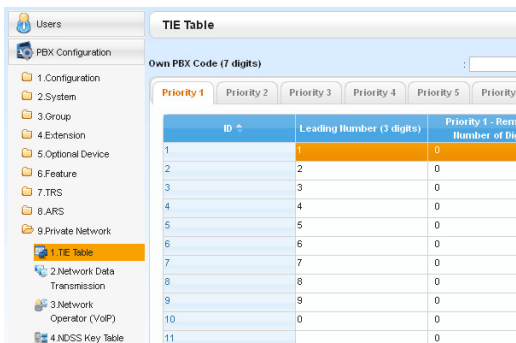 Users
PBX Configuration
1.Configuration
2.System
3.Group
4.Extension
5.Optional Device
6.Feature
7.TRS
8.ARS
9.Private Network
1.TIE Table
2.Network Data
Transmission
3.Network
Operator (VoIP)
4.NDSS Key Table
TIE Table
Own PBX Code (7 digits) :
Priority 1 Priority 2 Priority 3 Priority 4 Priority 5 Priority
ID Leading Number (3 digits) Priority 1 - Rem
Number of Dig
1 1 0
2 2 0
3 3 0
4 4 0
5 5 0
6 6 0
7 7 0
8 8 0
9 9 0
10 0 0
11 0